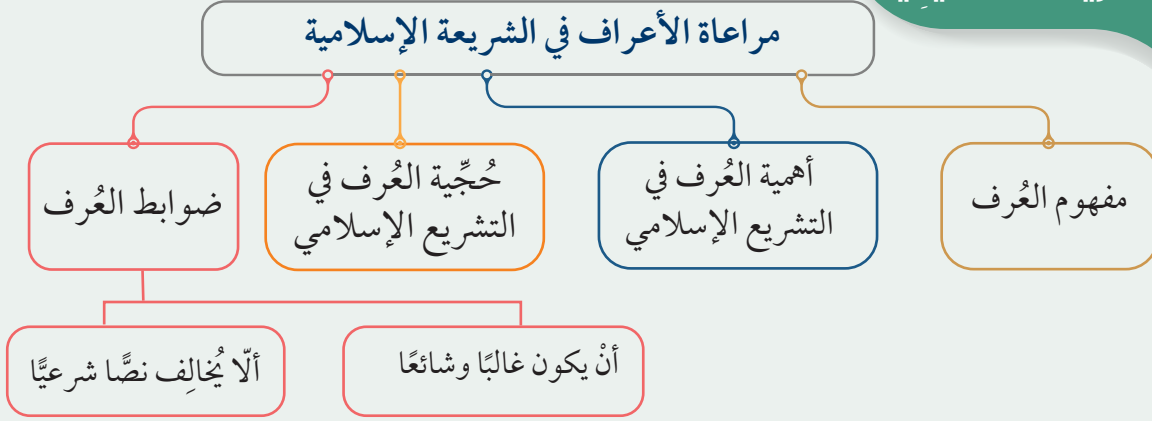 مراعاة الأعراف في الشريعة الإسلامية
مفهوم العُرف
أهمية العُرف في
التشريع الإسلامي
حُجِّية العُرف في
التشريع الإسلامي
ضوابط العُرف
أنْ يكون غالبًا وشائعًا
ألّا يُخالِف نصًّا شرعيًّا